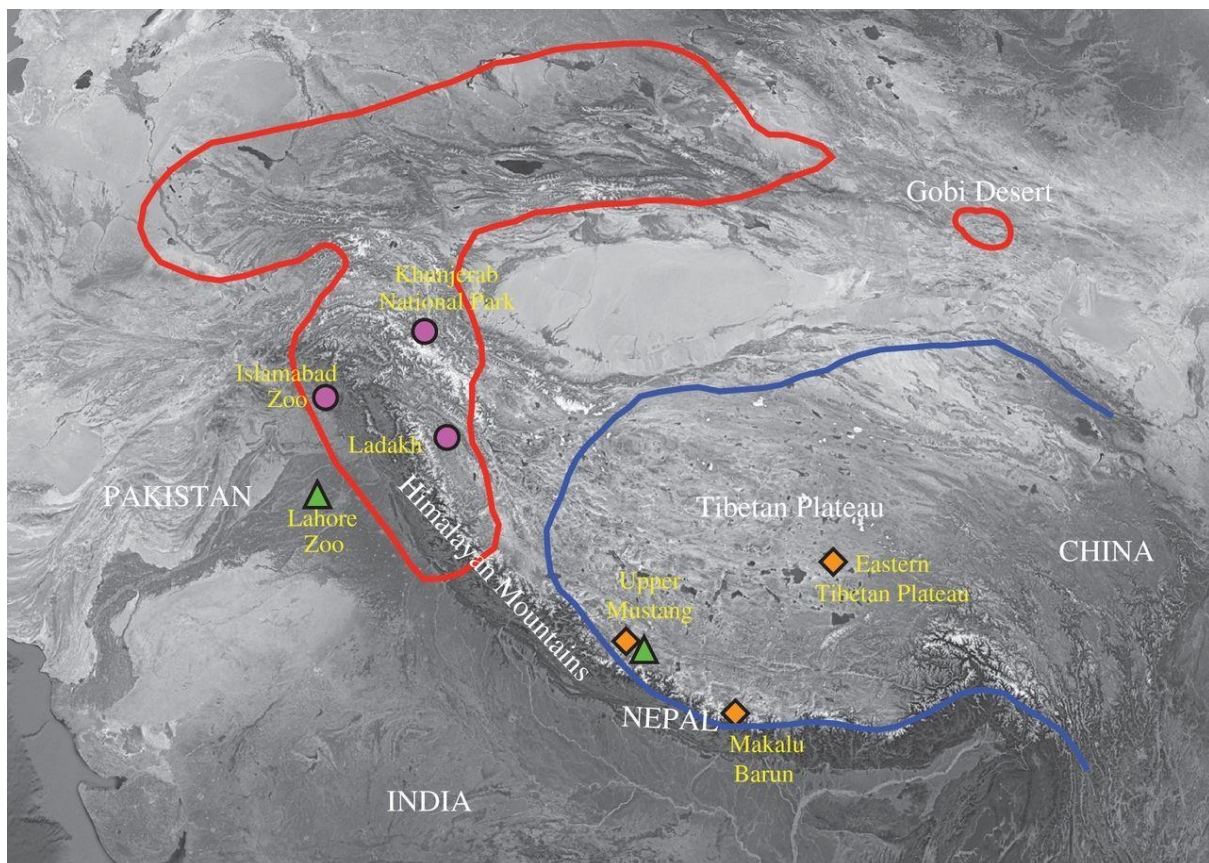 Gobi Desert
Khunjerab
National Park
Islamabad
Zoo
Ladakh
PAKISTAN
Lahore
Zoo
Himalayan Mountains
Tibetan Plateau
CHINA
Eastern
Tibetan Plateau
Upper
Mustang
NEPAL
Makalu
Barun
INDIA